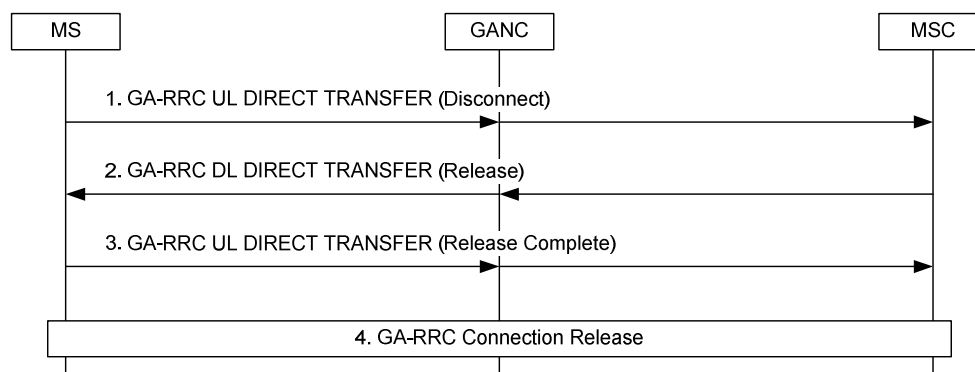 MS
GANC
MSC
1. GA-RRC UL DIRECT TRANSFER (Disconnect)
2. GA-RRC DL DIRECT TRANSFER (Release)
3. GA-RRC UL DIRECT TRANSFER (Release Complete)
4. GA-RRC Connection Release